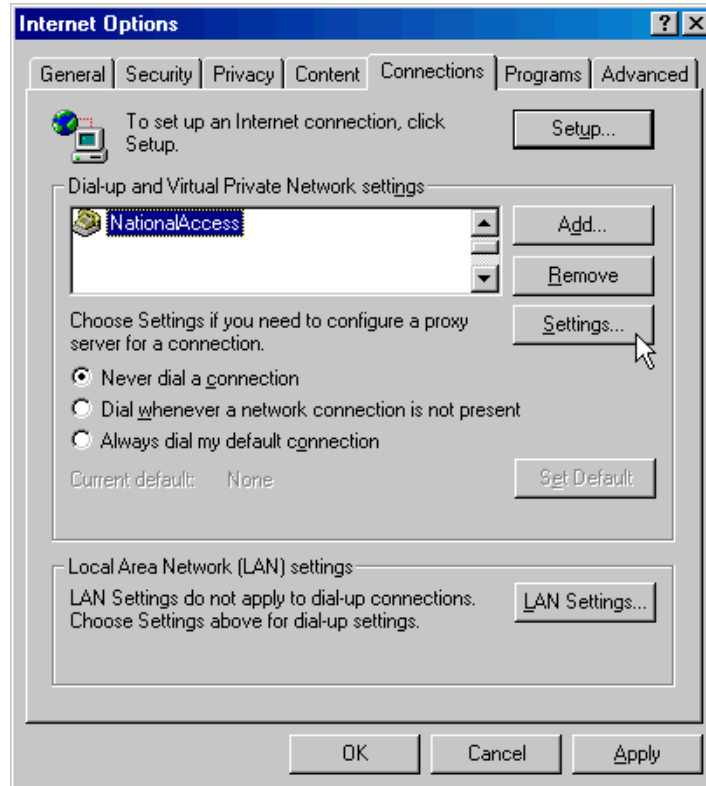 Internet Options
General Security Privacy Content Connections Programs Advanced
To set up an Internet connection, click
Setup.
Setup...
Dial-up and Virtual Private Network settings
NationalAccess
Add...
Remove
Choose Settings if you need to configure a proxy
server for a connection.
Settings...
Never dial a connection
Dial whenever a network connection is not present
Always dial my default connection
Current default: None
Set Default
Local Area Network (LAN) settings
LAN Settings do not apply to dial-up connections.
Choose Settings above for dial-up settings.
LAN Settings...
OK Cancel Apply